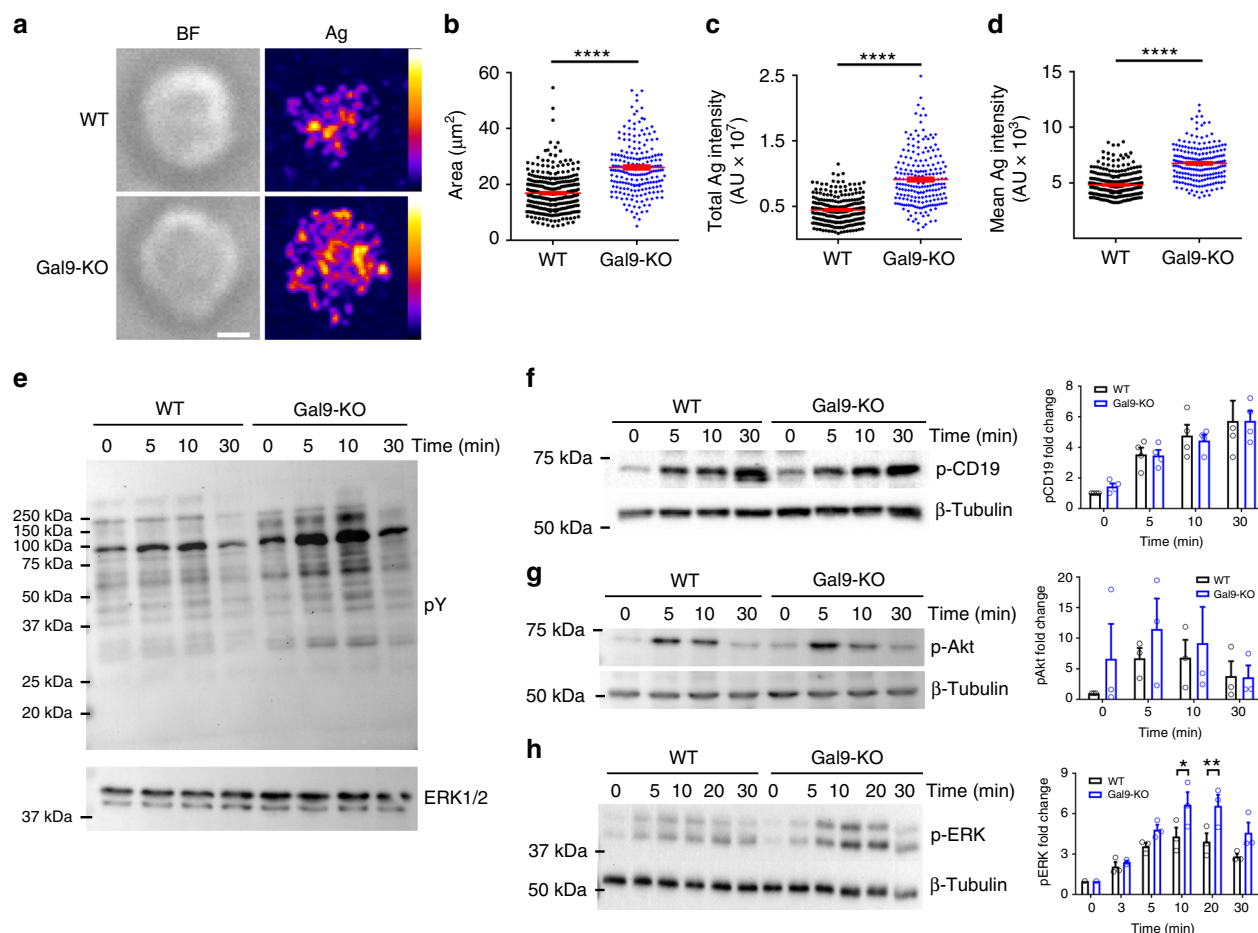 a
BF
Ag
WT
Gal9-KO
b
****
60
40
20
0
Area (μm²)
WT
Gal9-KO
c
****
2.5
1.5
0.5
Total Ag intensity
(AU × 10⁷)
WT
Gal9-KO
d
****
15
10
5
Mean Ag intensity
(AU × 10³)
WT
Gal9-KO
e
WT
Gal9-KO
0 5 10 30 0 5 10 30 Time (min)
250 kDa
150 kDa
100 kDa
75 kDa
50 kDa
37 kDa
25 kDa
20 kDa
pY
37 kDa
ERK1/2
f
WT
Gal9-KO
0 5 10 30 0 5 10 30 Time (min)
75 kDa
p-CD19
β-Tubulin
50 kDa
8
6
4
2
0
pCD19 fold change
WT
Gal9-KO
0 5 10 30
Time (min)
g
WT
Gal9-KO
0 5 10 30 0 5 10 30 Time (min)
75 kDa
p-Akt
β-Tubulin
50 kDa
20
15
10
5
0
pAkt fold change
WT
Gal9-KO
0 5 10 30
Time (min)
h
WT
Gal9-KO
0 3 5 10 20 30 0 3 5 10 20 30 Time (min)
p-ERK
37 kDa
β-Tubulin
50 kDa
9
6
3
0
pERK fold change
WT
Gal9-KO
* **
0 3 5 10 20 30
Time (min)